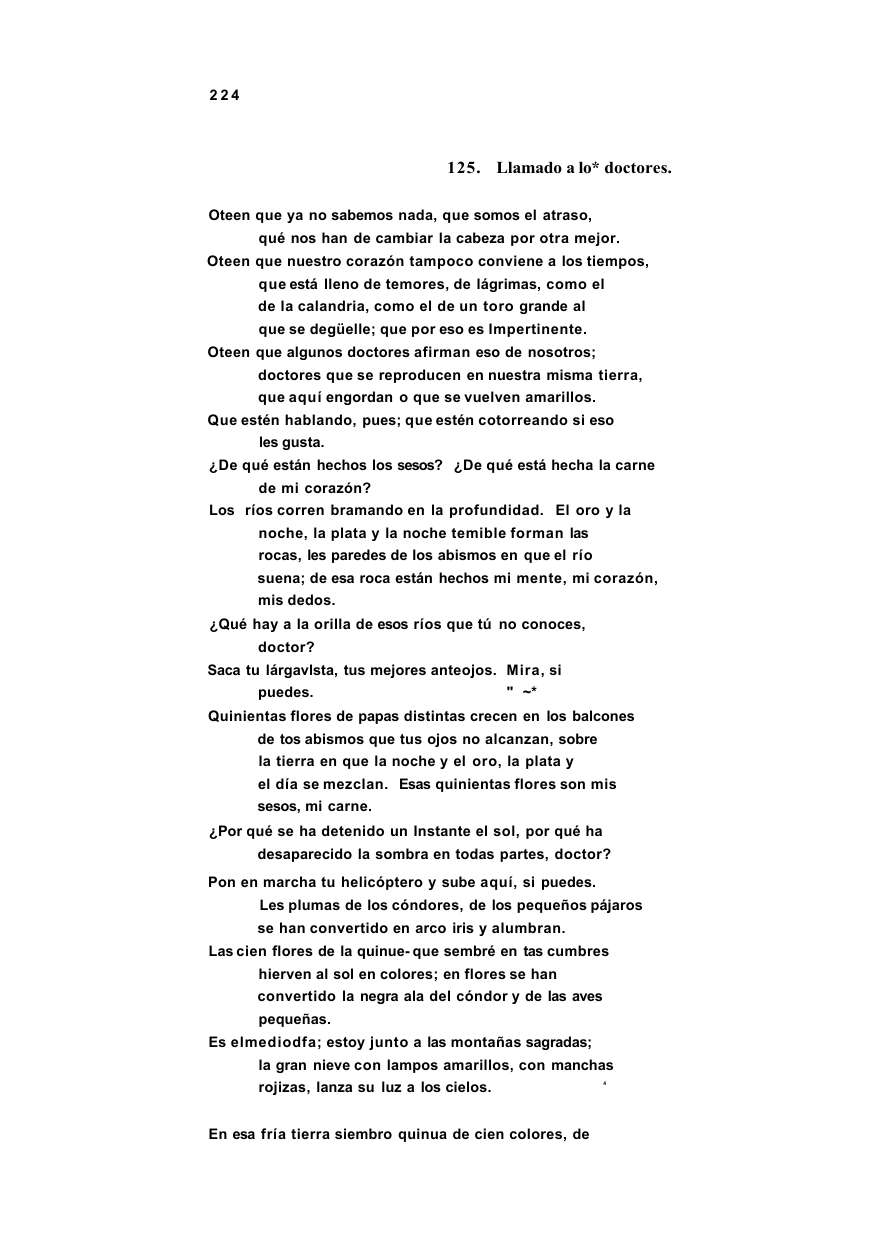 224
125. Llamado a lo* doctores.
Oteen que ya no sabemos nada, que somos el atraso,
qué nos han de cambiar la cabeza por otra mejor.
Oteen que nuestro corazón tampoco conviene a los tiempos,
que está lleno de temores, de lágrimas, como el
de la calandria, como el de un toro grande al
que se degüelle; que por eso es Impertinente.
Oteen que algunos doctores afirman eso de nosotros;
doctores que se reproducen en nuestra misma tierra,
que aquí engordan o que se vuelven amarillos.
Que estén hablando, pues; que estén cotorreando si eso
les gusta.
¿De qué están hechos los sesos? ¿De qué está hecha la carne
de mi corazón?
Los ríos corren bramando en la profundidad. El oro y la
noche, la plata y la noche temible forman las
rocas, les paredes de los abismos en que el río
suena; de esa roca están hechos mi mente, mi corazón,
mis dedos.
¿Qué hay a la orilla de esos ríos que tú no conoces,
doctor?
Saca tu lárgavIsta, tus mejores anteojos. Mira, si
puedes. " ~*
Quinientas flores de papas distintas crecen en los balcones
de tos abismos que tus ojos no alcanzan, sobre
la tierra en que la noche y el oro, la plata y
el día se mezclan. Esas quinientas flores son mis
sesos, mi carne.
¿Por qué se ha detenido un Instante el sol, por qué ha
desaparecido la sombra en todas partes, doctor?
Pon en marcha tu helicóptero y sube aquí, si puedes.
Les plumas de los cóndores, de los pequeños pájaros
se han convertido en arco iris y alumbran.
Las cien flores de la quinue- que sembré en tas cumbres
hierven al sol en colores; en flores se han
convertido la negra ala del cóndor y de las aves
pequeñas.
Es elmediodfa; estoy junto a las montañas sagradas;
la gran nieve con lampos amarillos, con manchas
rojizas, lanza su luz a los cielos. 4
En esa fría tierra siembro quinua de cien colores, de